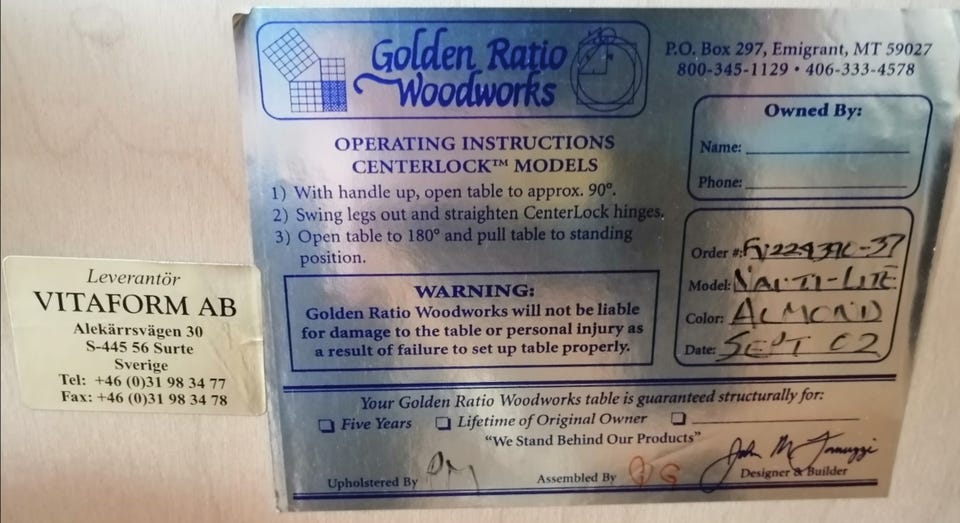 Golden Ratio
Woodworks
P.O. Box 297, Emigrant, MT 59027
800-345-1129 • 406-333-4578
OPERATING INSTRUCTIONS
CENTERLOCK™ MODELS
1) With handle up, open table to approx. 90°.
2) Swing legs out and straighten CenterLock hinges.
3) Open table to 180° and pull table to standing
position.
WARNING:
Golden Ratio Woodworks will not be liable
for damage to the table or personal injury as
a result of failure to set up table properly.
Owned By:
Name:
Phone:
Order #:
Model: NAUTI-LITE
Color: ALMOND
Date: SEPT 02
Your Golden Ratio Woodworks table is guaranteed structurally for:
Five Years Lifetime of Original Owner
"We Stand Behind Our Products"
Upholstered By
Assembled By
Designer & Builder
Leverantör
VITAFORM AB
Alekärrsvägen 30
S-445 56 Surte
Sverige
Tel: +46 (0)31 98 34 77
Fax: +46 (0)31 98 34 78